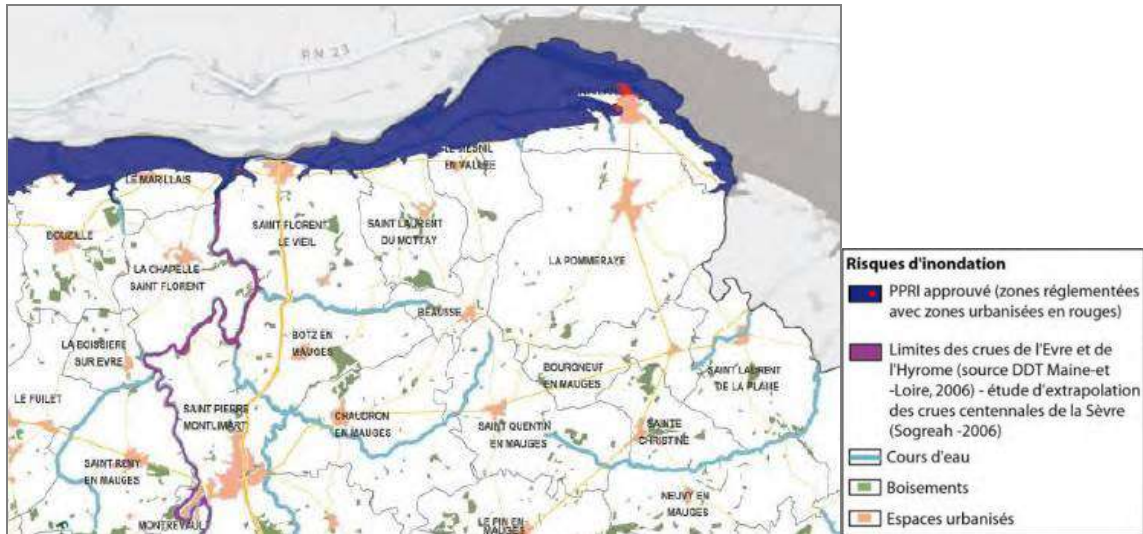 R.N. 23
EN VALLEE
LE MARILLAIS
SAINT FLORENT
LE VIEIL
SAINT LAURENT
DU MOTTAY
BOUZILLE
LA CHAPELLE
SAINT FLORENT
LA POMMERAYE
BEAUSSE
BOTZ EN
MAUGES
LA BOISSIERE
SUR EVRE
BOURGNEUF
EN MAUGES
SAINT LAURENT
DE LA PLAINE
LE FUILET
SAINT PIERRE
MONTLIMART
CHAUDRON
EN MAUGES
SAINT QUENTIN
EN MAUGES
SAINTE
CHRISTINE
SAINT REMY
EN MAUGES
NEUVY EN
MAUGES
MONTREVAULT
LE PIN EN
MAUGES
Risques d'inondation
PPRI approuvé (zones réglementées
avec zones urbanisées en rouges)
Limites des crues de l'Evre et de
l'Hyrome (source DDT Maine-et
-Loire, 2006) - étude d'extrapolation
des crues centennales de la Sèvre
(Sogreah -2006)
Cours d'eau
Boisements
Espaces urbanisés